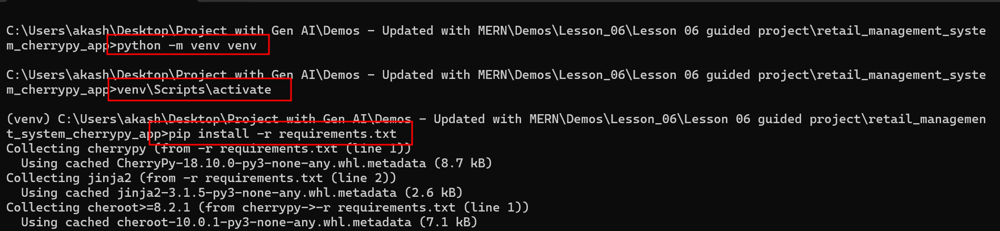 C:\Users\akash\Desktop\Project with Gen AI\Demos - Updated with MERN\Demos\Lesson_06\Lesson 06 guided project\retail_management_syste
m_cherrypy_app>python -m venv venv
C:\Users\akash\Desktop\Project with Gen AI\Demos - Updated with MERN\Demos\Lesson_06\Lesson 06 guided project\retail_management_syste
m_cherrypy_app>venv\Scripts\activate
(venv) C:\Users\akash\Desktop\Project with Gen AI\Demos - Updated with MERN\Demos\Lesson_06\Lesson 06 guided project\retail_managemen
t_system_cherrypy_app>pip install -r requirements.txt
Collecting cherrypy (from -r requirements.txt (line 1))
  Using cached CherryPy-18.10.0-py3-none-any.whl.metadata (8.7 kB)
Collecting jinja2 (from -r requirements.txt (line 2))
  Using cached jinja2-3.1.5-py3-none-any.whl.metadata (2.6 kB)
Collecting cheroot>=8.2.1 (from cherrypy->-r requirements.txt (line 1))
  Using cached cheroot-10.0.1-py3-none-any.whl.metadata (7.1 kB)